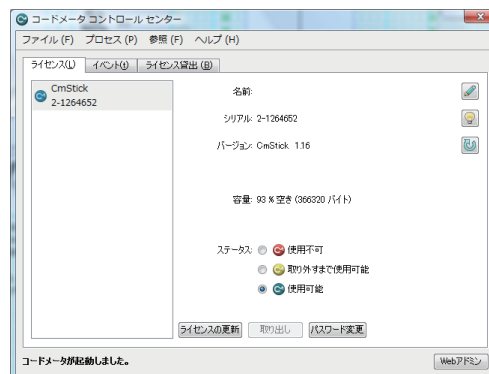 コードメータ コントロール センター
ファイル (F) プロセス (P) 参照 (F) ヘルプ (H)
ライセンス(L) イベント(I) ライセンス貸出 (B)
CmStick
2-1264652
名前:
シリアル: 2-1264652
バージョン: CmStick 1.16
容量: 93 % 空き (366320 バイト)
ステータス: 使用不可
取り外すまで使用可能
使用可能
ライセンスの更新 取り出し パスワード変更
コードメータが起動しました。 Webアドミン